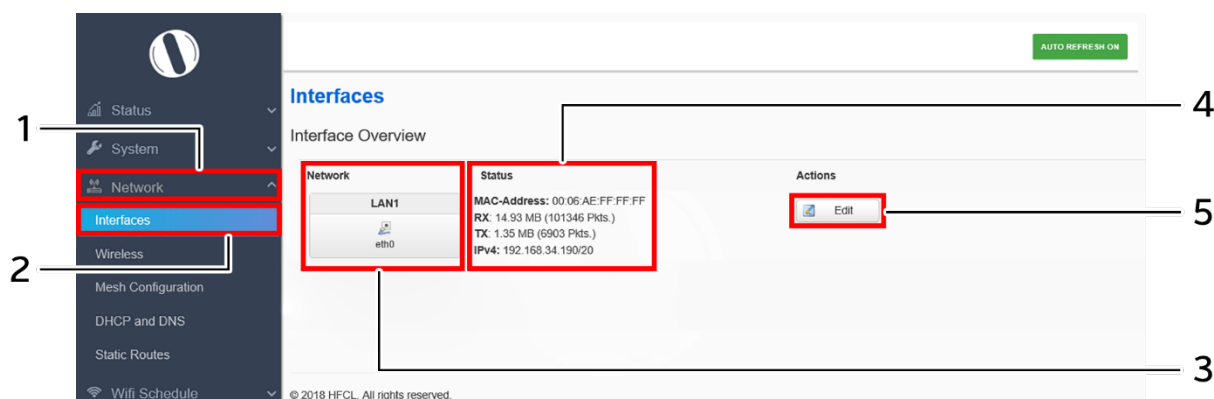 AUTO REFRESH ON
Status
System
Network
Interfaces
Wireless
Mesh Configuration
DHCP and DNS
Static Routes
Wifi Schedule
Interfaces
Interface Overview
Network
LAN1
eth0
Status
MAC-Address: 00:06:AE:FF:FF:FF
RX: 14.93 MB (101346 Pkts.)
TX: 1.35 MB (6903 Pkts.)
IPv4: 192.168.34.190/20
Actions
Edit
© 2018 HFCL. All rights reserved.
1
2
3
4
5